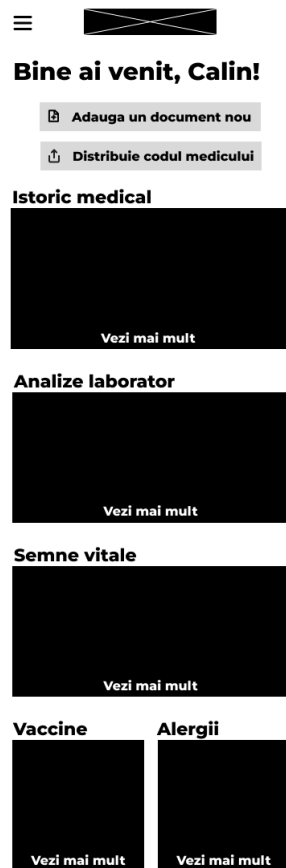 Bine ai venit, Calin!
Adauga un document nou
Distribuie codul medicului
Istoric medical
Vezi mai mult
Analize laborator
Vezi mai mult
Semne vitale
Vezi mai mult
Vaccine
Alergii
Vezi mai mult
Vezi mai mult